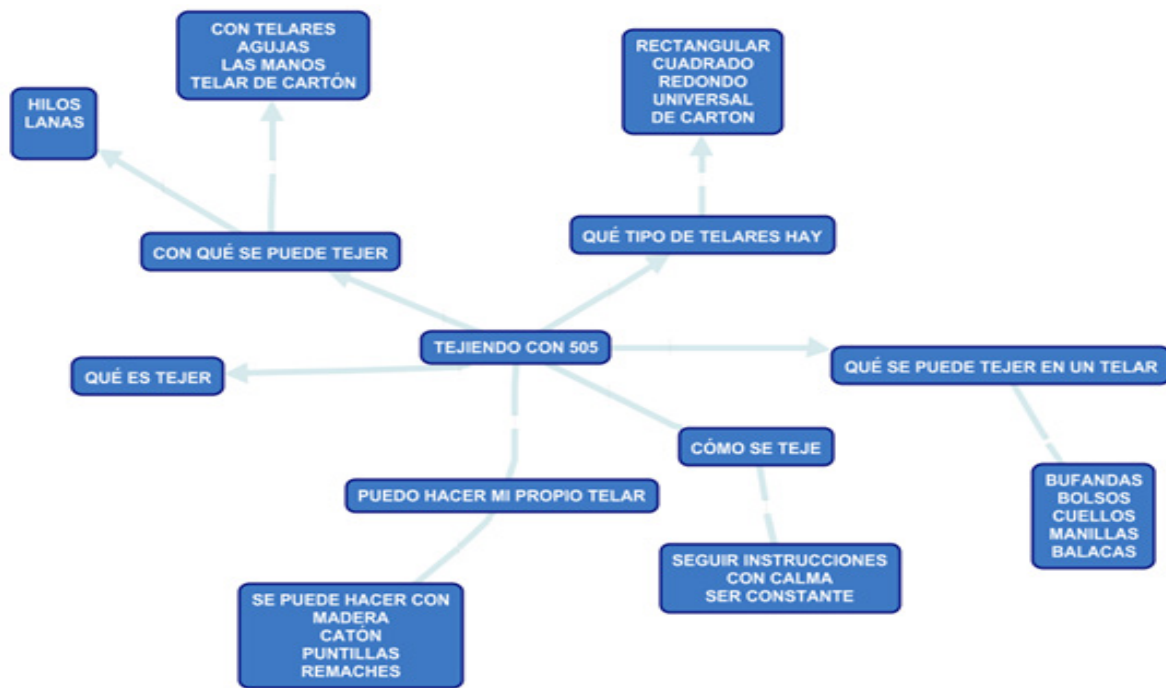 CON TELARES
AGUJAS
LAS MANOS
TELAR DE CARTÓN
RECTANGULAR
CUADRADO
REDONDO
UNIVERSAL
DE CARTON
HILOS
LANAS
CON QUÉ SE PUEDE TEJER
QUÉ TIPO DE TELARES HAY
TEJIENDO CON 505
QUÉ ES TEJER
QUÉ SE PUEDE TEJER EN UN TELAR
CÓMO SE TEJE
PUEDO HACER MI PROPIO TELAR
BUFANDAS
BOLSOS
CUELLOS
MANILLAS
BALACAS
SEGUIR INSTRUCCIONES
CON CALMA
SER CONSTANTE
SE PUEDE HACER CON
MADERA
CATÓN
PUNTILLAS
REMACHES